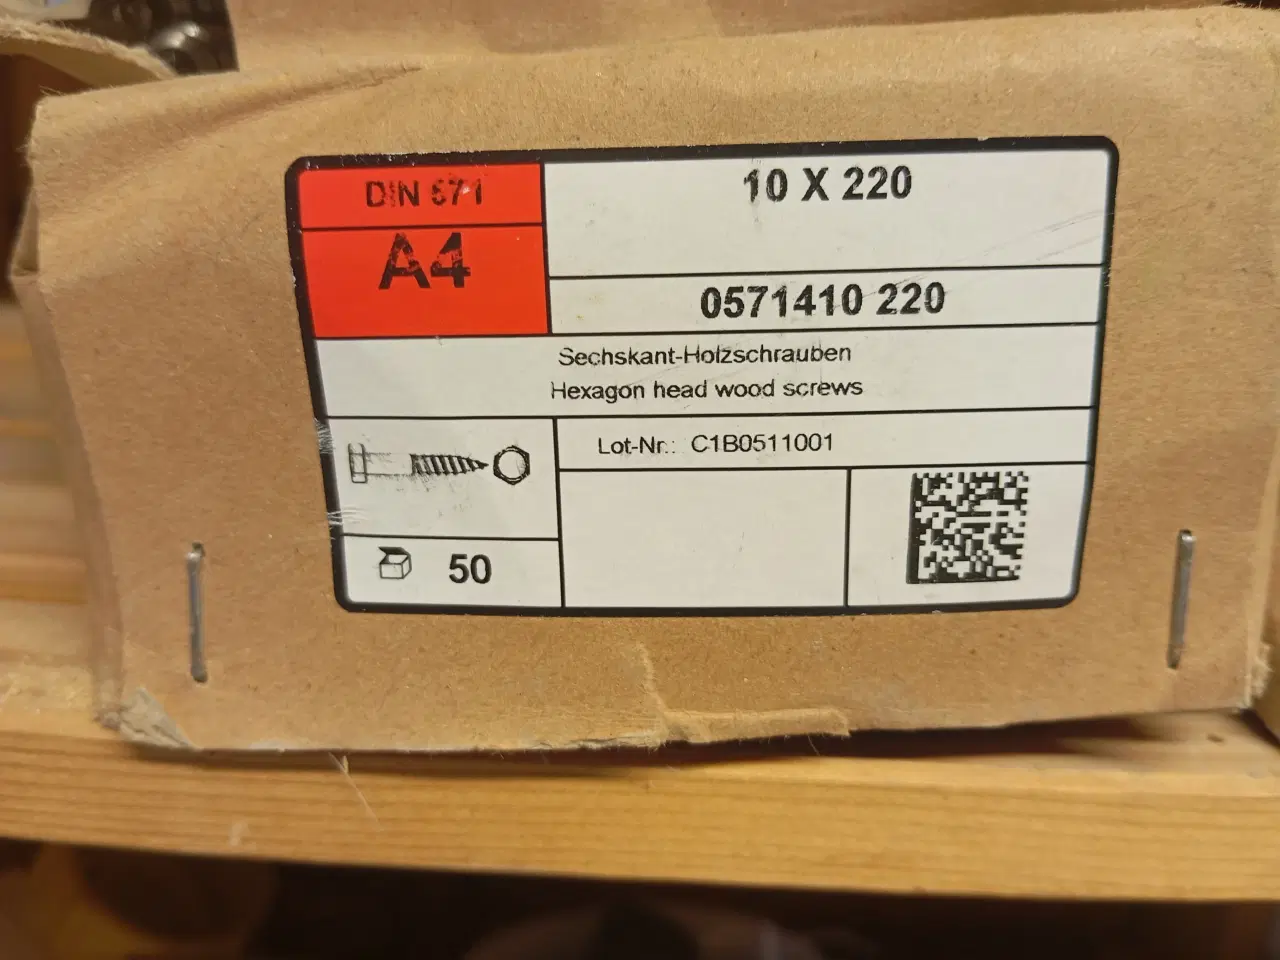 DIN 571
A4
10 X 220
0571410 220
Sechskant-Holzschrauben
Hexagon head wood screws
Lot-Nr.: C1B0511001
50